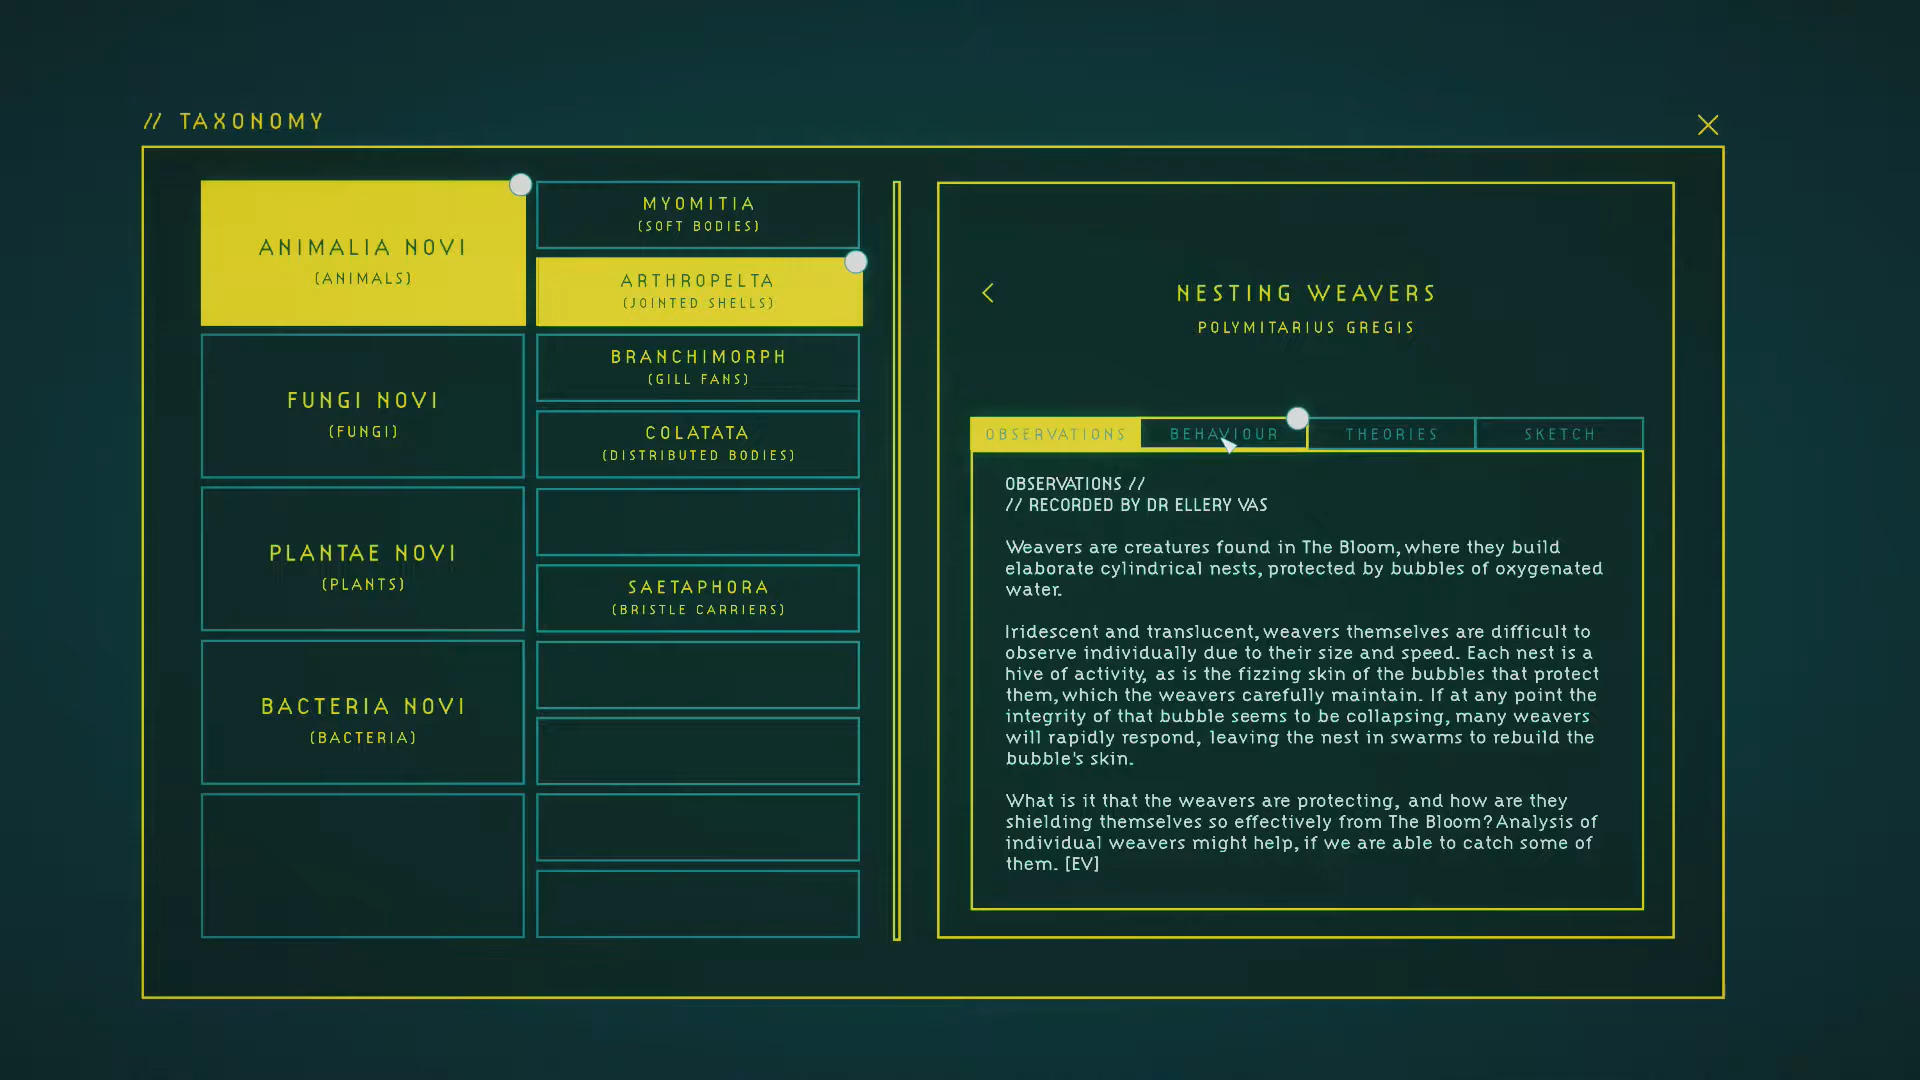 // TAXONOMY
ANIMALIA NOVI
(ANIMALS)
FUNGI NOVI
(FUNGI)
PLANTAE NOVI
(PLANTS)
BACTERIA NOVI
(BACTERIA)
MYOMITIA
(SOFT BODIES)
ARTHROPELTA
(JOINTED SHELLS)
BRANCHIMORPH
(GILL FANS)
COLATATA
(DISTRIBUTED BODIES)
SAETAPHORA
(BRISTLE CARRIERS)
NESTING WEAVERS
POLYMITARIUS GREGIS
OBSERVATIONS BEHAVIOUR THEORIES SKETCH
OBSERVATIONS //
// RECORDED BY DR ELLERY VAS
Weavers are creatures found in The Bloom, where they build
elaborate cylindrical nests, protected by bubbles of oxygenated
water.
Iridescent and translucent, weavers themselves are difficult to
observe individually due to their size and speed. Each nest is a
hive of activity, as is the fizzing skin of the bubbles that protect
them, which the weavers carefully maintain. If at any point the
integrity of that bubble seems to be collapsing, many weavers
will rapidly respond, leaving the nest in swarms to rebuild the
bubble's skin.
What is it that the weavers are protecting, and how are they
shielding themselves so effectively from The Bloom? Analysis of
individual weavers might help, if we are able to catch some of
them. [EV]